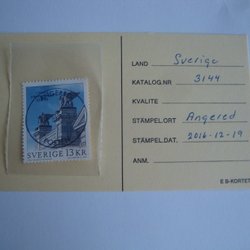 LAND Sverige
KATALOG.NR 3144
KVALITE
STÄMPEL.ORT Angered
STÄMPEL.DAT. 2016-12-19
ANM.
SVERIGE 13 KR
E B-KORTET